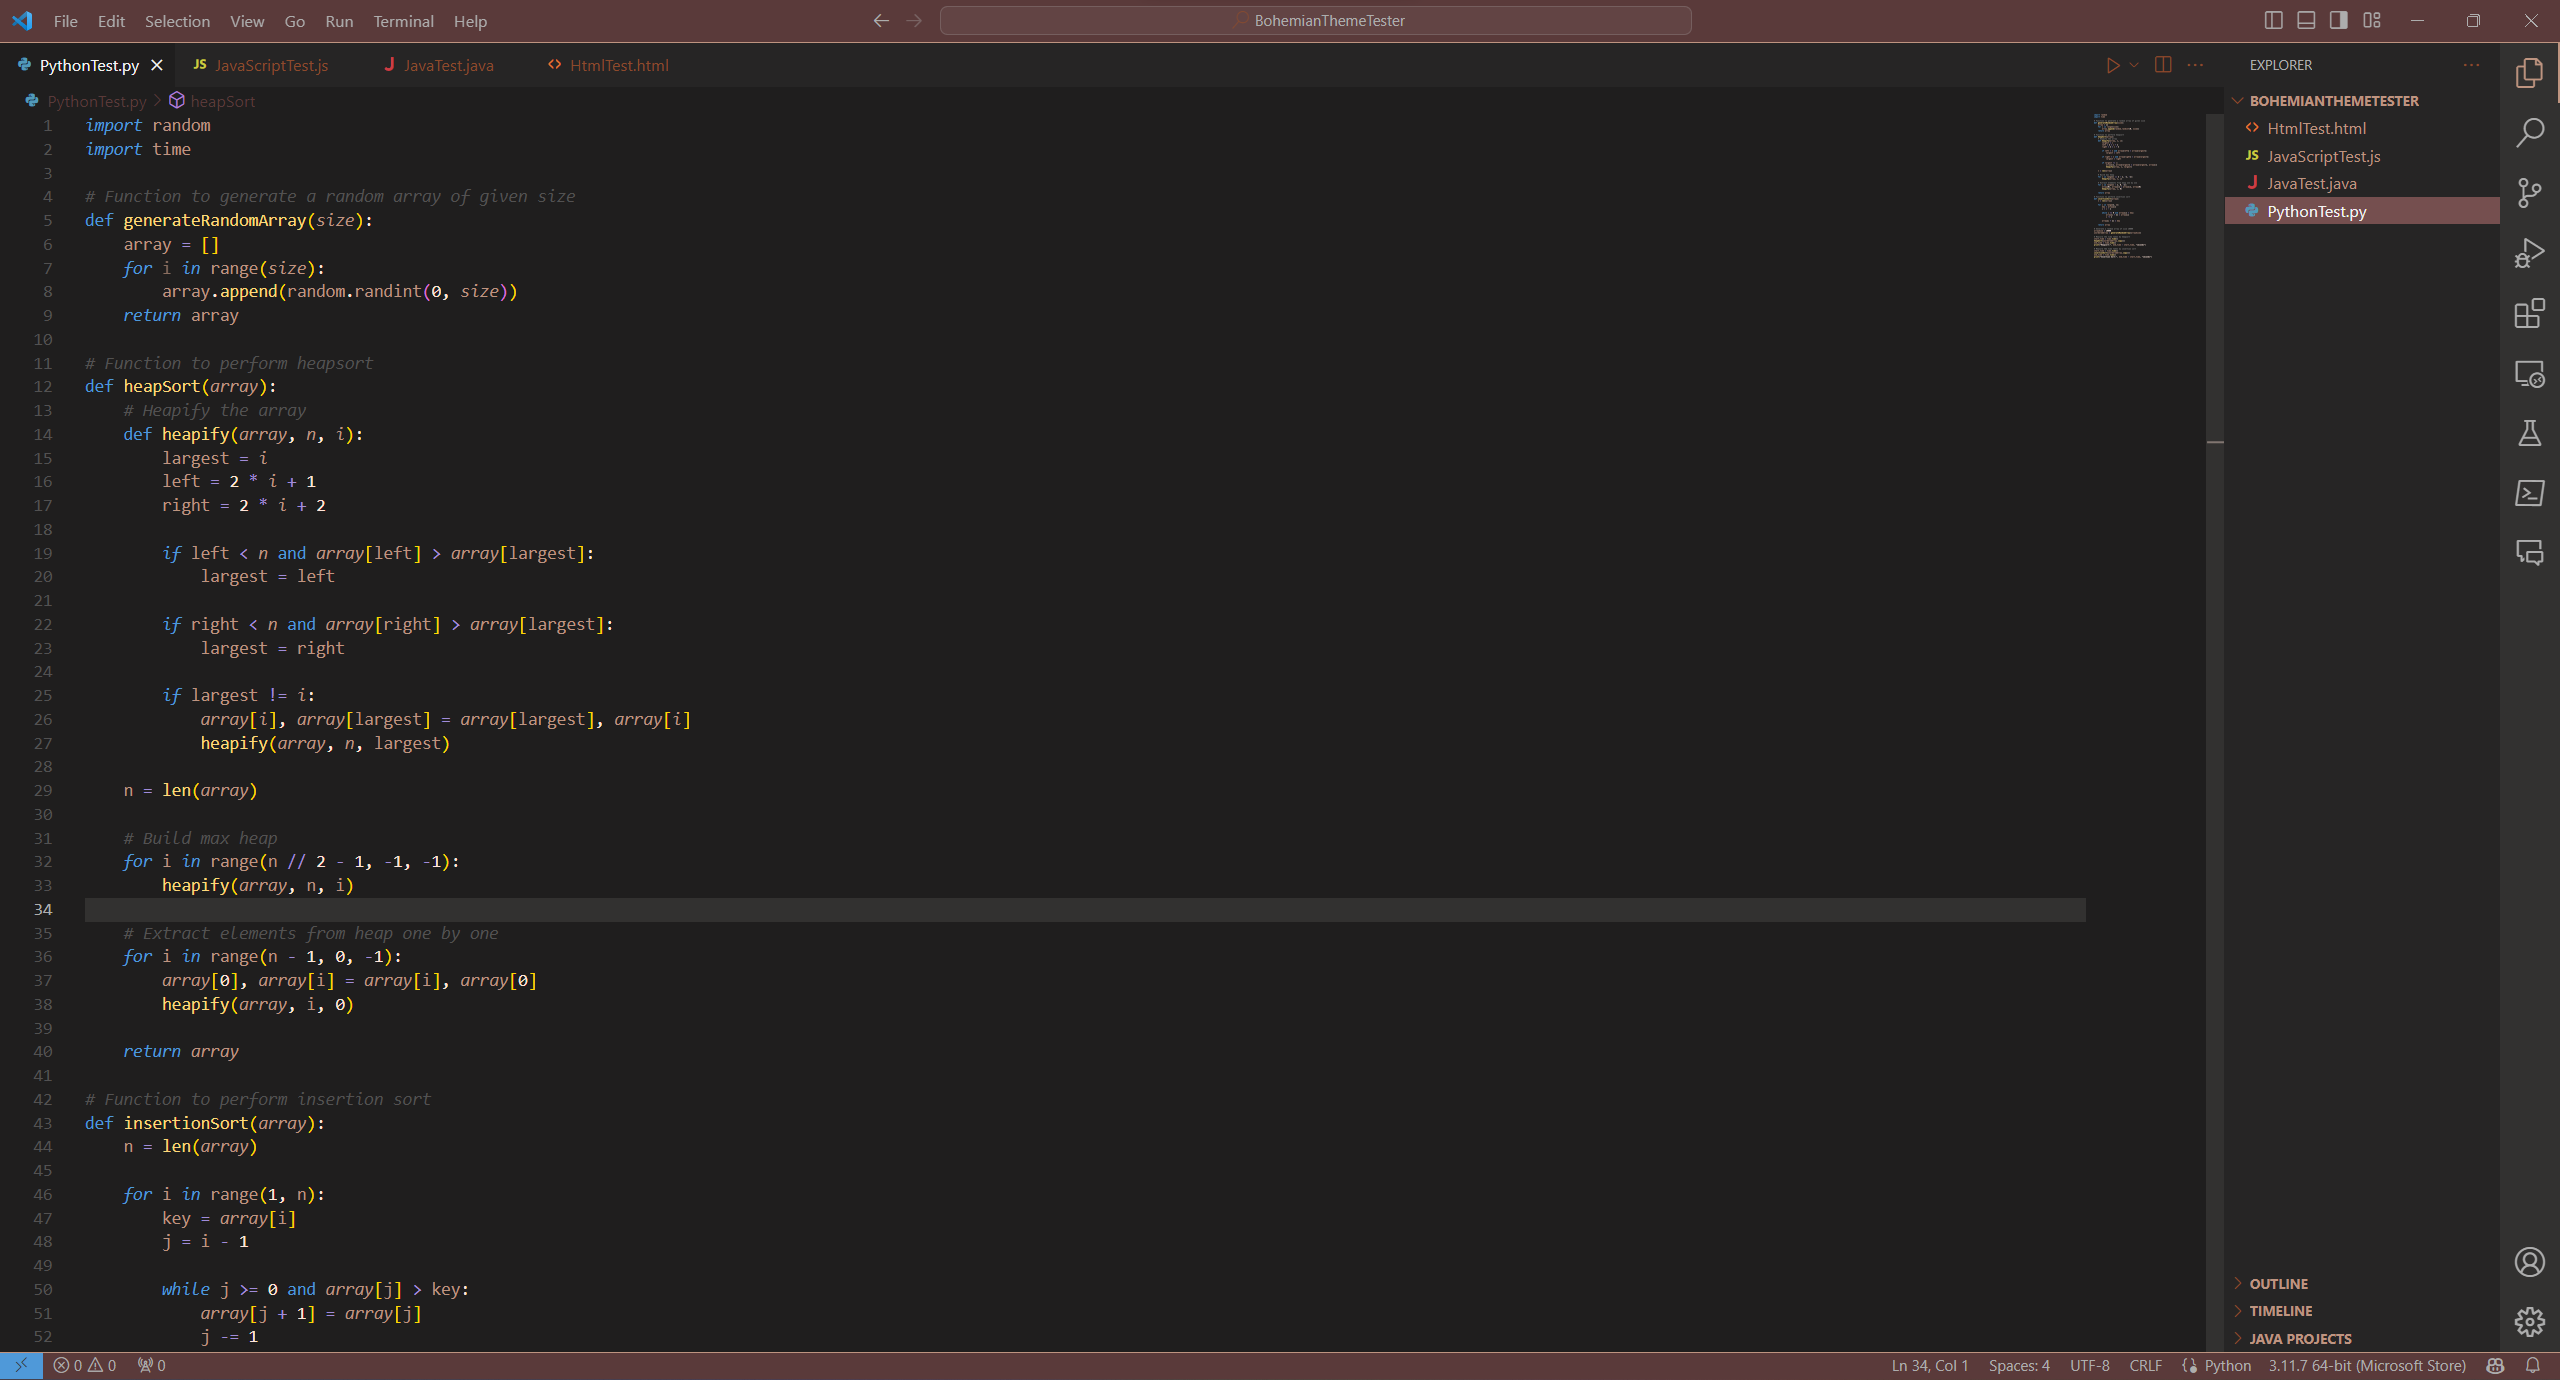 File Edit Selection View Go Run Terminal Help
BohemianThemeTester
PythonTest.py JavaScriptTest.js JavaTest.java HtmlTest.html
PythonTest.py > heapSort
1 import random
2 import time
3
4 # Function to generate a random array of given size
5 def generateRandomArray(size):
6     array = []
7     for i in range(size):
8         array.append(random.randint(0, size))
9     return array
10
11 # Function to perform heapsort
12 def heapSort(array):
13     # Heapify the array
14     def heapify(array, n, i):
15         largest = i
16         left = 2 * i + 1
17         right = 2 * i + 2
18
19         if left < n and array[left] > array[largest]:
20             largest = left
21
22         if right < n and array[right] > array[largest]:
23             largest = right
24
25         if largest != i:
26             array[i], array[largest] = array[largest], array[i]
27             heapify(array, n, largest)
28
29     n = len(array)
30
31     # Build max heap
32     for i in range(n // 2 - 1, -1, -1):
33         heapify(array, n, i)
34
35     # Extract elements from heap one by one
36     for i in range(n - 1, 0, -1):
37         array[0], array[i] = array[i], array[0]
38         heapify(array, i, 0)
39
40     return array
41
42 # Function to perform insertion sort
43 def insertionSort(array):
44     n = len(array)
45
46     for i in range(1, n):
47         key = array[i]
48         j = i - 1
49
50         while j >= 0 and array[j] > key:
51             array[j + 1] = array[j]
52             j -= 1
EXPLORER
BOHEMIANTHEMETESTER
HtmlTest.html
JS JavaScriptTest.js
J JavaTest.java
PythonTest.py
OUTLINE
TIMELINE
JAVA PROJECTS
0 0 0 Ln 34, Col 1 Spaces: 4 UTF-8 CRLF Python 3.11.7 64-bit (Microsoft Store)